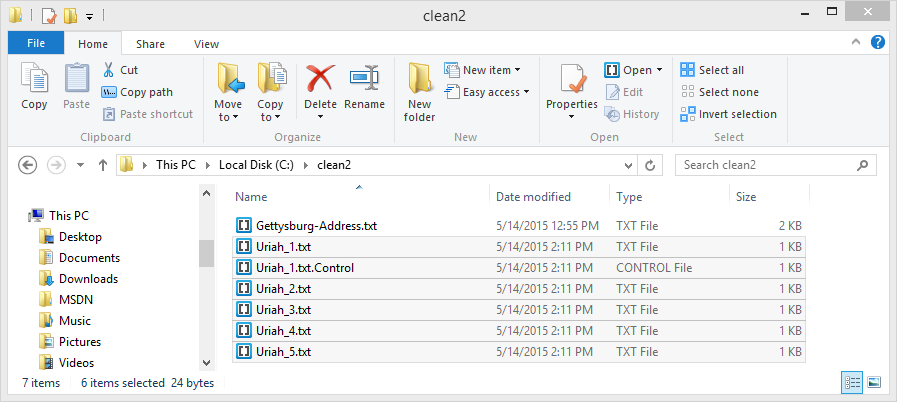 clean2
File Home Share View
Copy Paste Cut Copy path Paste shortcut Move to Copy to Delete Rename New folder New item Easy access Properties Open Edit History Select all Select none Invert selection
Clipboard Organize New Open Select
This PC Local Disk (C:) clean2 Search clean2
Name Date modified Type Size
This PC
Desktop
Documents
Downloads
MSDN
Music
Pictures
Videos
Gettysburg-Address.txt 5/14/2015 12:55 PM TXT File 2 KB
Uriah_1.txt 5/14/2015 2:11 PM TXT File 1 KB
Uriah_1.txt.Control 5/14/2015 2:11 PM CONTROL File 1 KB
Uriah_2.txt 5/14/2015 2:11 PM TXT File 1 KB
Uriah_3.txt 5/14/2015 2:11 PM TXT File 1 KB
Uriah_4.txt 5/14/2015 2:11 PM TXT File 1 KB
Uriah_5.txt 5/14/2015 2:11 PM TXT File 1 KB
7 items 6 items selected 24 bytes